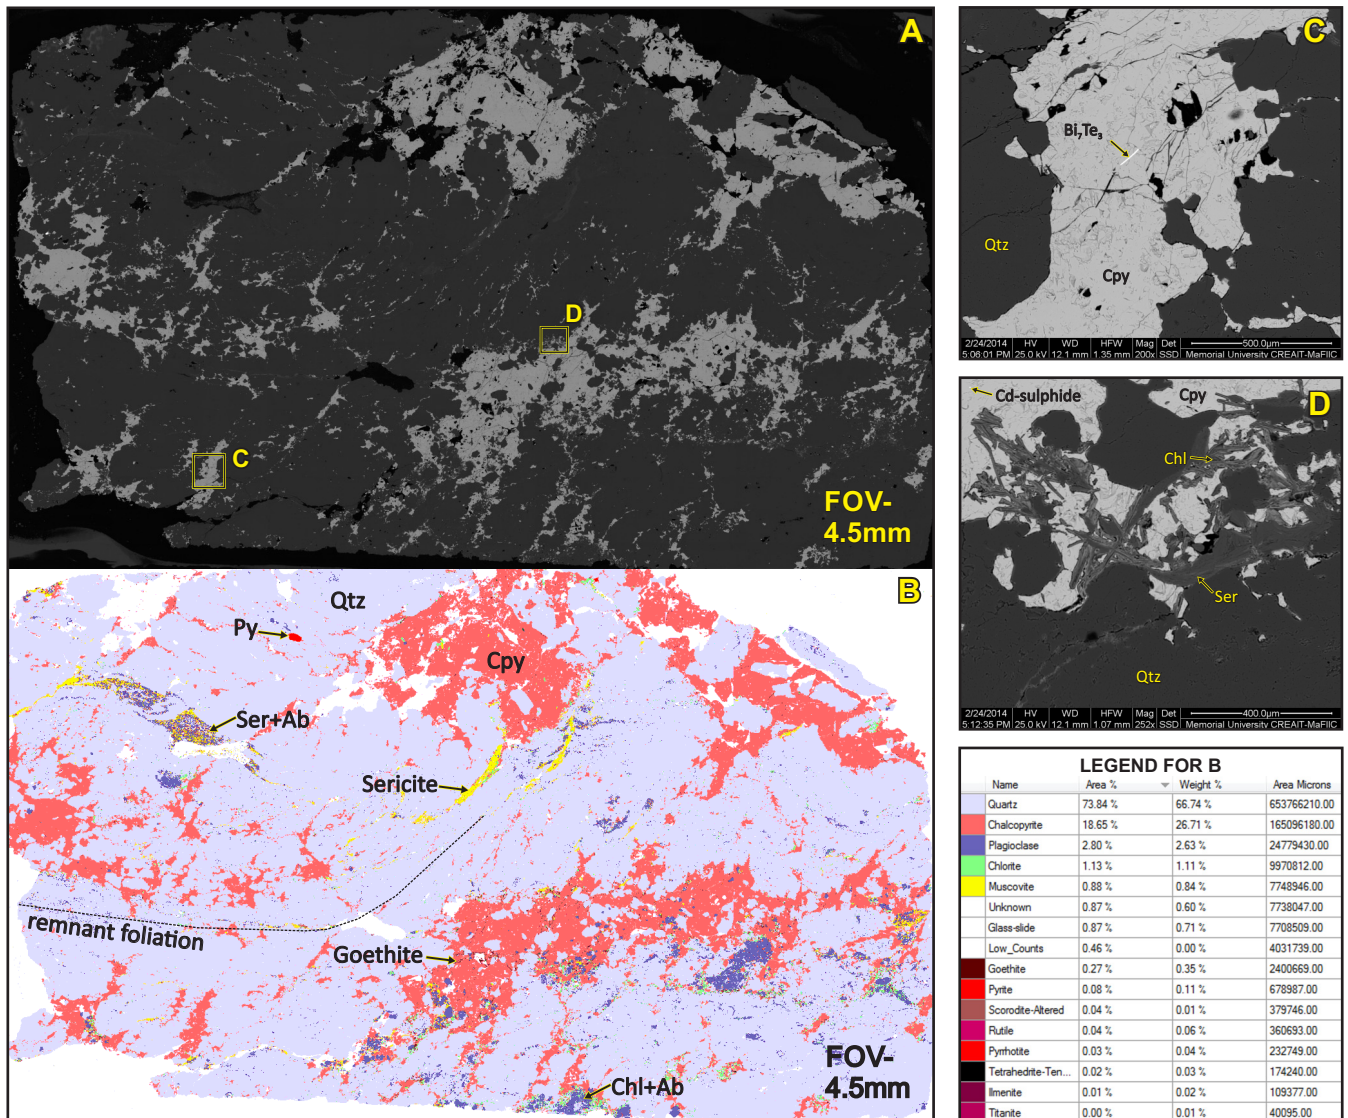 A
D
C
FOV-
4.5mm
B
Qtz
Py
Cpy
Ser+Ab
Sericite
remnant foliation
Goethite
FOV-
4.5mm
Chl+Ab
C
Bi₇Te₃
Qtz
Cpy
2/24/2014 HV WD HFW Mag Det 500.0µm
5:06:01 PM 25.0 kV 12.1 mm 1.35 mm 200x SSD Memorial University CREAIT-MaFIIC
D
Cd-sulphide
Cpy
Chl
Ser
Qtz
2/24/2014 HV WD HFW Mag Det 400.0µm
5:12:35 PM 25.0 kV 12.1 mm 1.07 mm 252x SSD Memorial University CREAIT-MaFIIC
LEGEND FOR B
Name Area % Weight % Area Microns
Quartz 73.84 % 66.74 % 653766210.00
Chalcopyrite 18.65 % 26.71 % 165096180.00
Plagioclase 2.80 % 2.63 % 24779430.00
Chlorite 1.13 % 1.11 % 9970812.00
Muscovite 0.88 % 0.84 % 7748946.00
Unknown 0.87 % 0.60 % 7738047.00
Glass-slide 0.87 % 0.71 % 7708509.00
Low_Counts 0.46 % 0.00 % 4031739.00
Goethite 0.27 % 0.35 % 2400669.00
Pyrite 0.08 % 0.11 % 678987.00
Scorodite-Altered 0.04 % 0.01 % 379746.00
Rutile 0.04 % 0.06 % 360693.00
Pyrrhotite 0.03 % 0.04 % 232749.00
Tetrahedrite-Ten... 0.02 % 0.03 % 174240.00
Ilmenite 0.01 % 0.02 % 109377.00
Titanite 0.00 % 0.01 % 40095.00